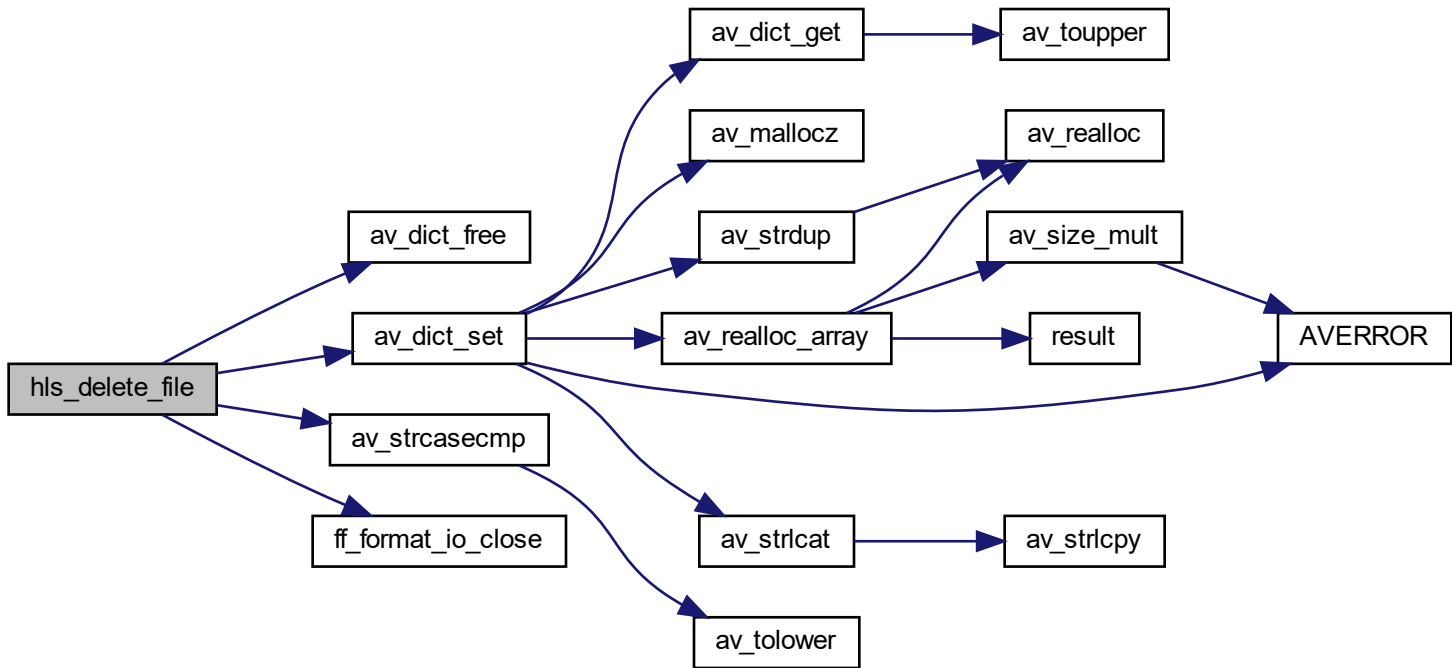 av_dict_get
av_toupper
av_mallocz
av_realloc
av_dict_free
av_strdup
av_size_mult
av_dict_set
av_realloc_array
result
AVERROR
hls_delete_file
av_strcasecmp
ff_format_io_close
av_strlcat
av_strlcpy
av_tolower